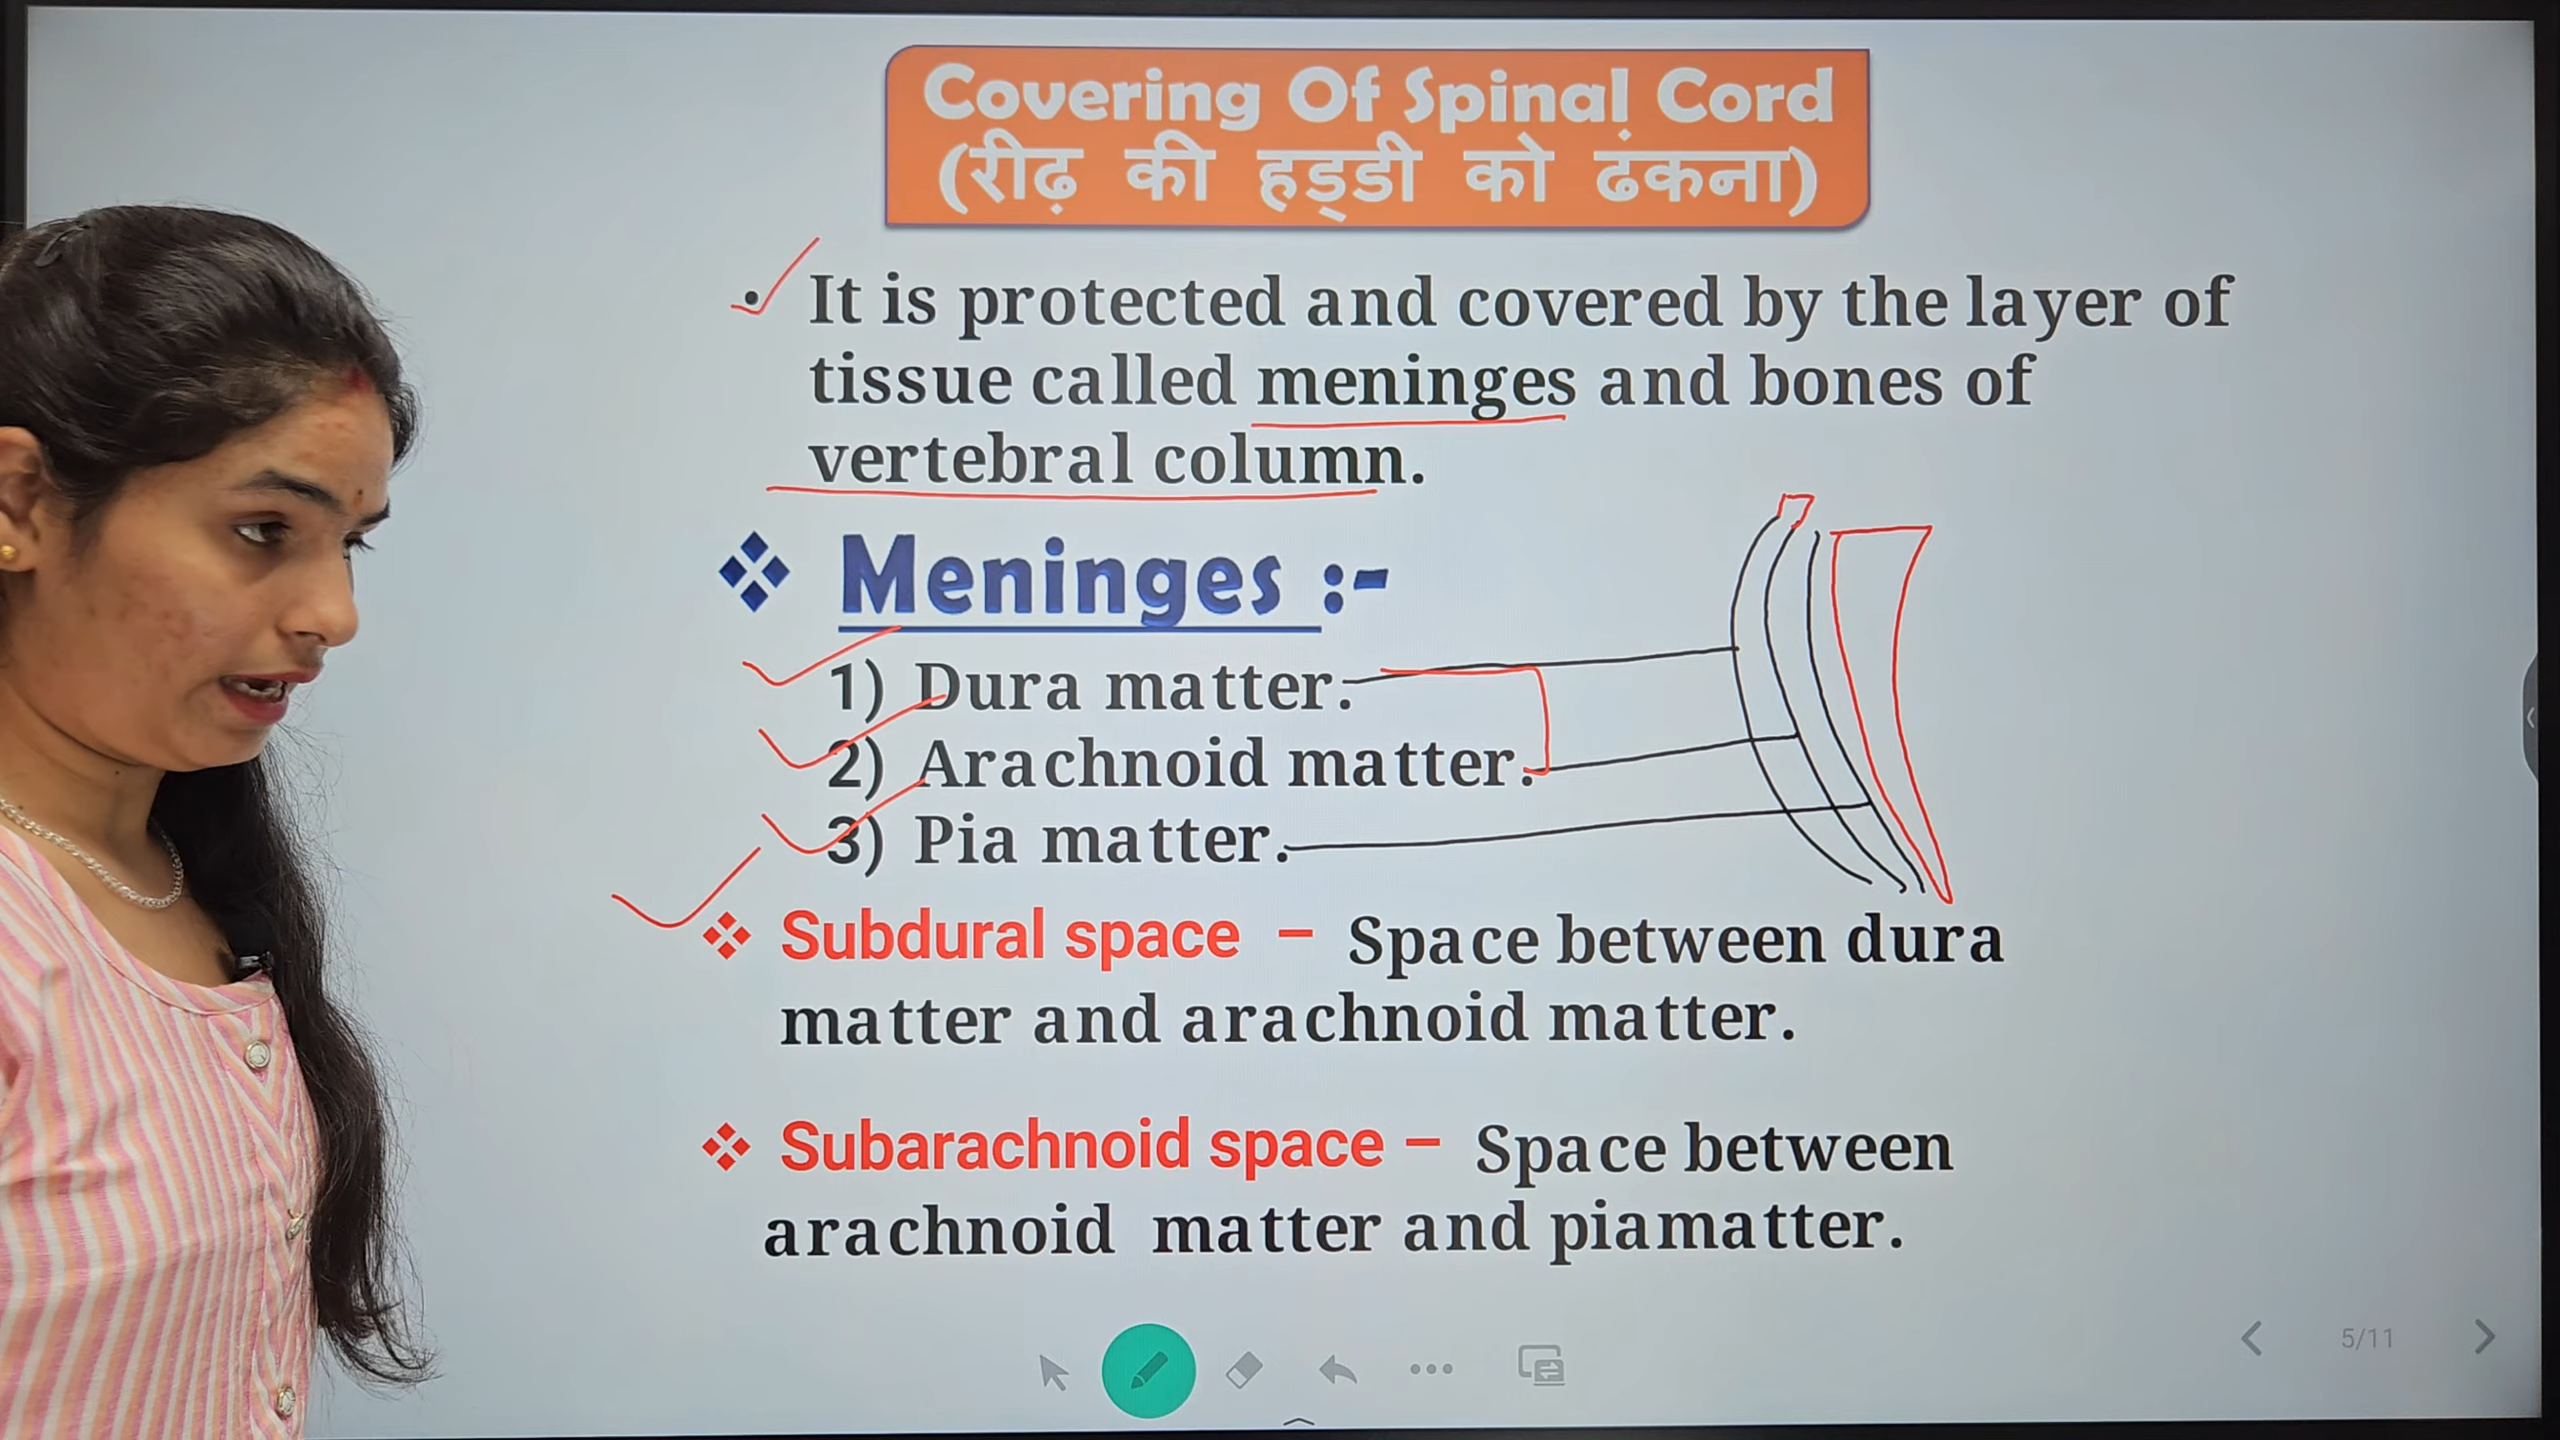 Covering Of Spinal Cord
(रीढ़ की हड्डी को ढंकना)
• It is protected and covered by the layer of
tissue called meninges and bones of
vertebral column.
❖ Meninges :-
1) Dura matter.
2) Arachnoid matter.
3) Pia matter.
❖ Subdural space – Space between dura
matter and arachnoid matter.
❖ Subarachnoid space – Space between
arachnoid matter and piamatter.
5/11